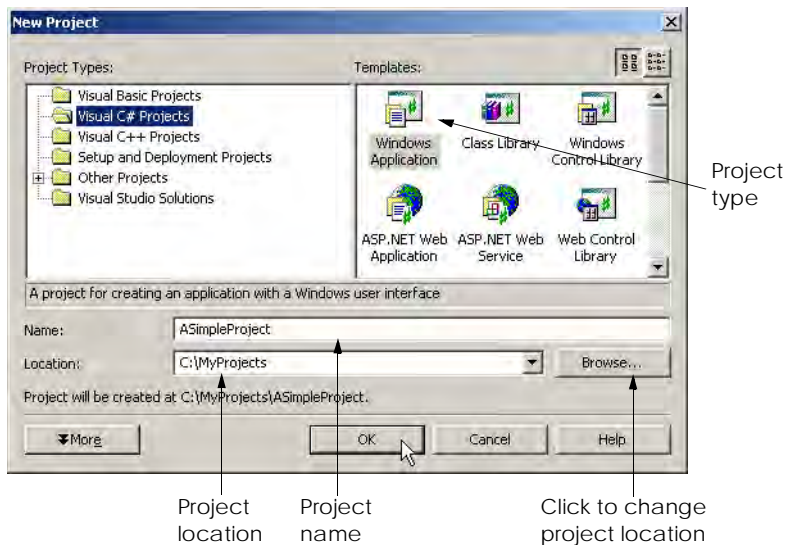 New Project
Project Types:
Templates:
Visual Basic Projects
Visual C# Projects
Visual C++ Projects
Setup and Deployment Projects
Other Projects
Visual Studio Solutions
Windows
Application
Class Library
Windows
Control Library
ASP.NET Web
Application
ASP.NET Web
Service
Web Control
Library
Project
type
A project for creating an application with a Windows user interface
Name:
ASimpleProject
Location:
C:\MyProjects
Browse...
Project will be created at C:\MyProjects\ASimpleProject.
More
OK
Cancel
Help
Project
location
Project
name
Click to change
project location